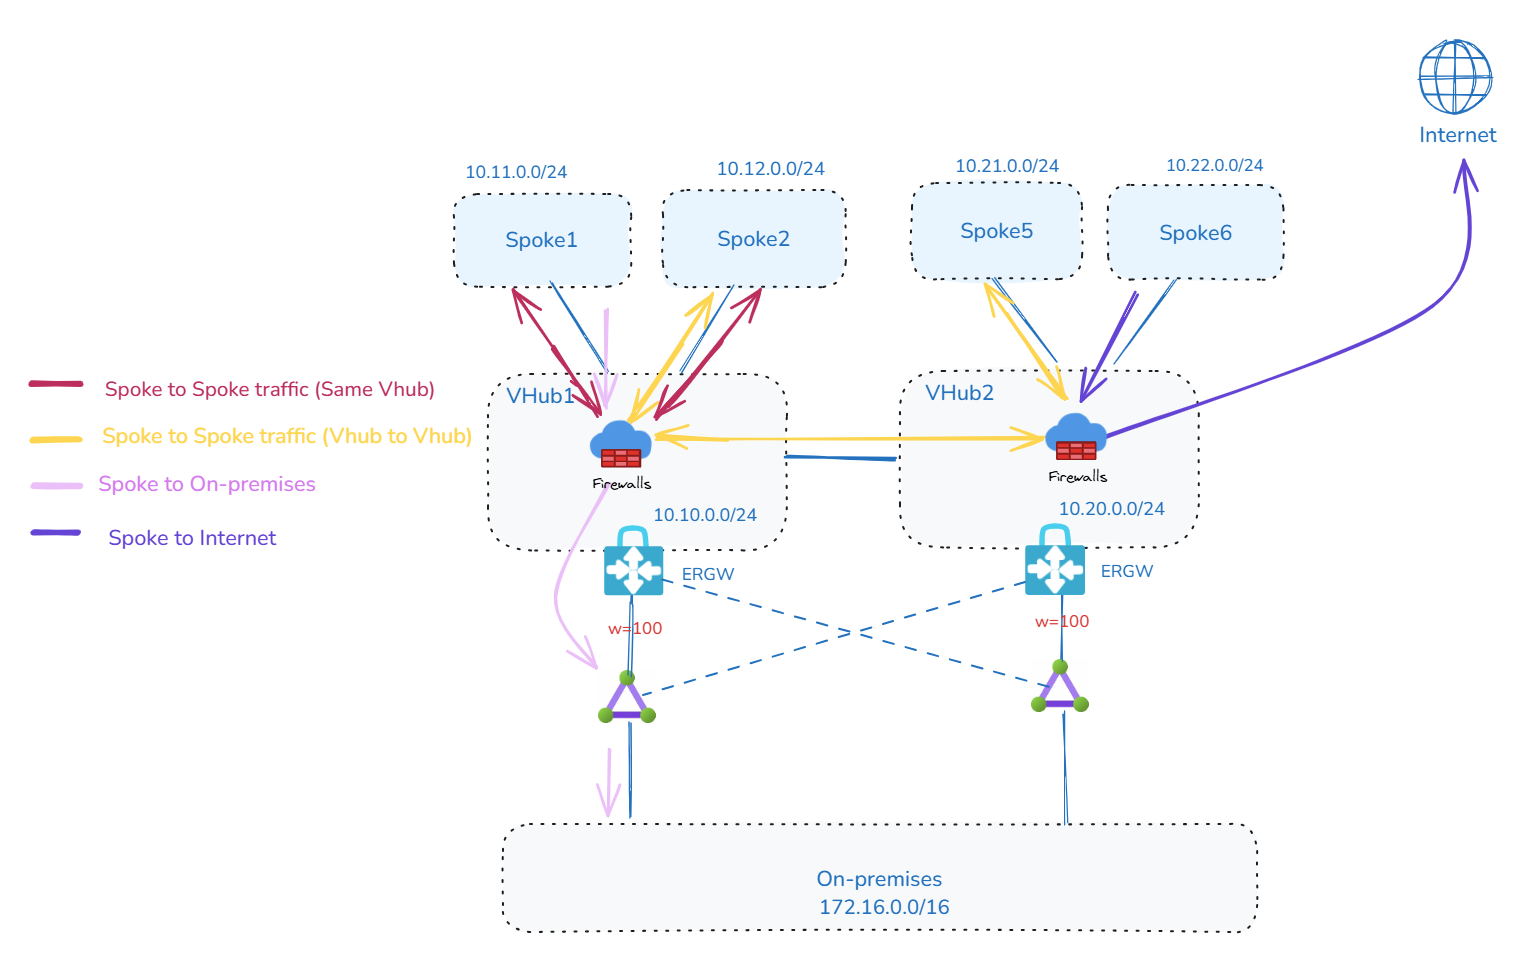 Internet
10.11.0.0/24
10.12.0.0/24
10.21.0.0/24
10.22.0.0/24
Spoke1
Spoke2
Spoke5
Spoke6
Spoke to Spoke traffic (Same Vhub)
Spoke to Spoke traffic (Vhub to Vhub)
Spoke to On-premises
Spoke to Internet
VHub1
VHub2
Firewalls
Firewalls
10.10.0.0/24
10.20.0.0/24
ERGW
ERGW
w=100
w=100
On-premises
172.16.0.0/16